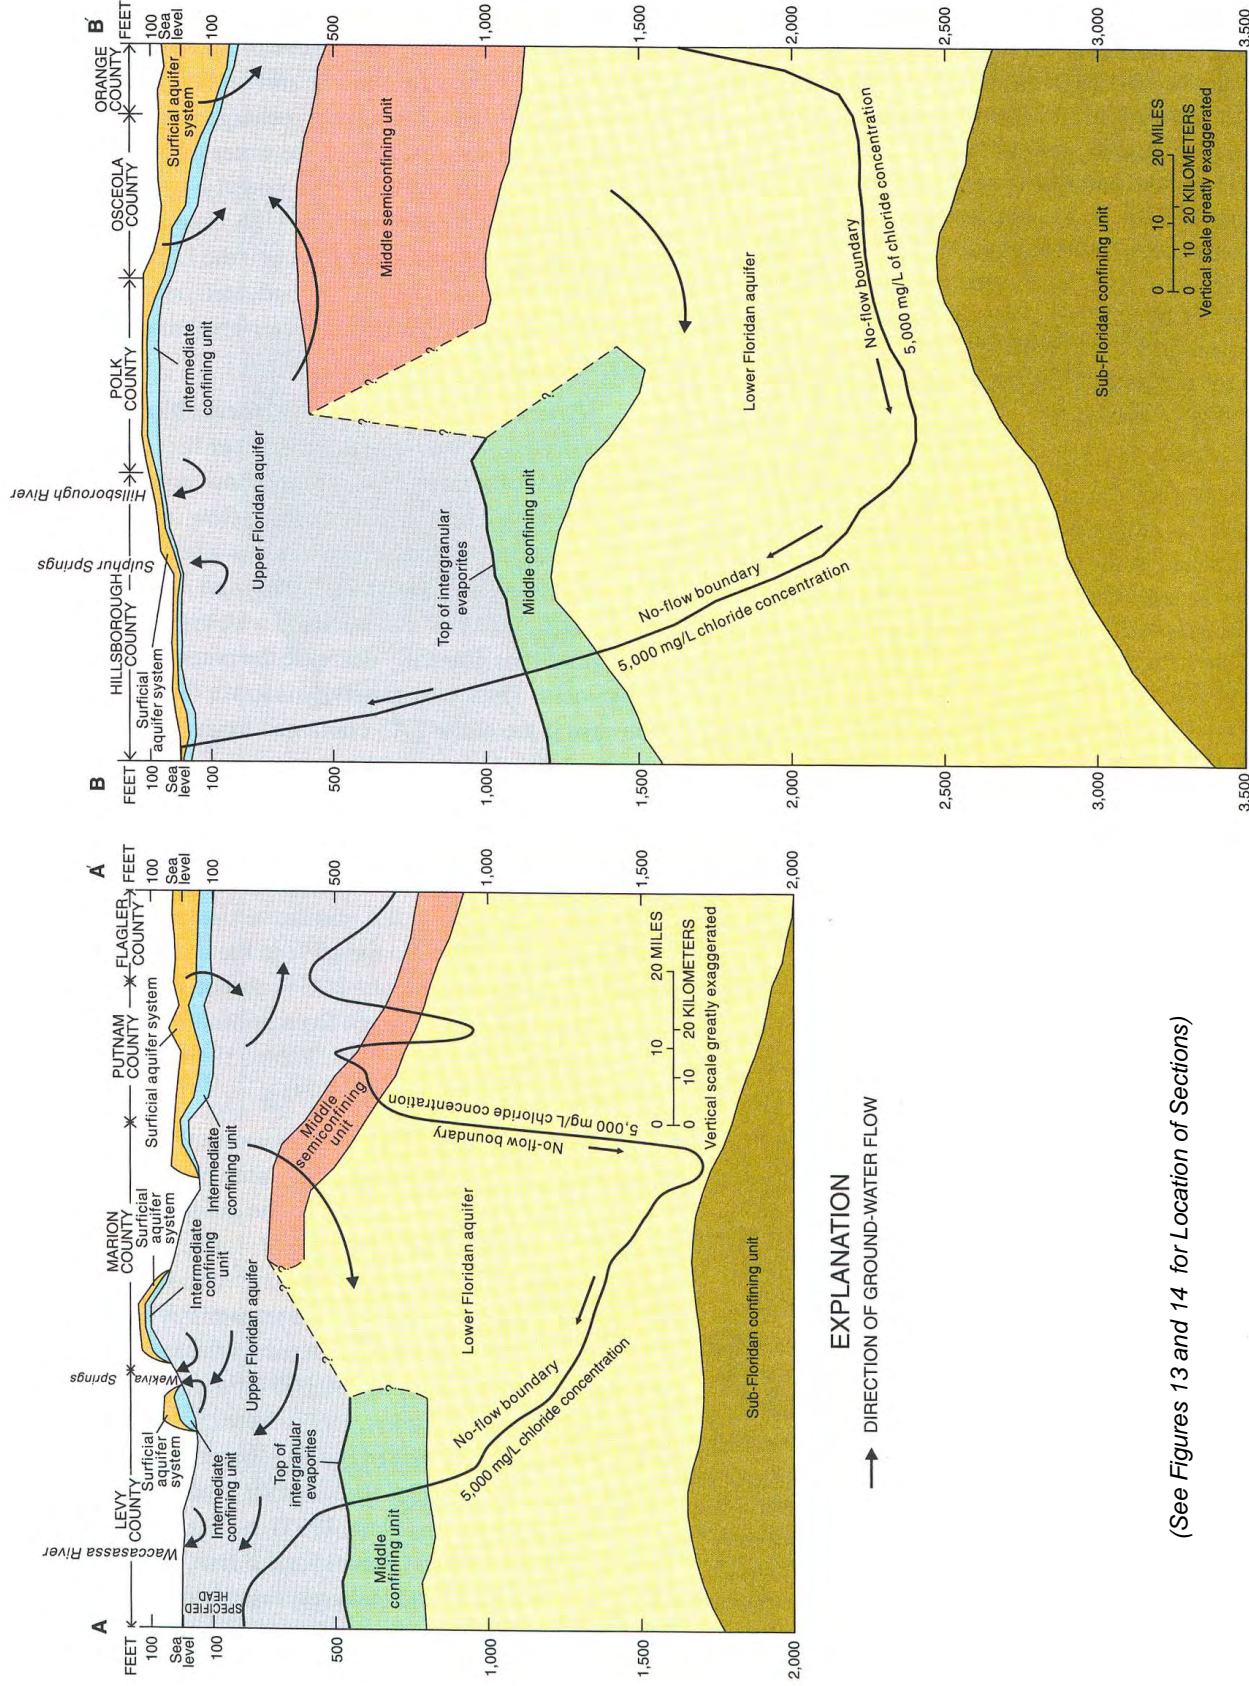 A
A'
FEET
100
Sea
level
100
500
1,000
1,500
2,000
LEVY
COUNTY
MARION
COUNTY
PUTNAM
COUNTY
FLAGLER
COUNTY
FEET
100
Sea
level
100
500
1,000
1,500
2,000
Waccasassa River
Wekiva
Springs
SPECIFIED
HEAD
Surficial
aquifer
system
Intermediate
confining unit
Surficial
aquifer
system
Intermediate
confining
unit
Surficial aquifer system
Intermediate
confining unit
Upper Floridan aquifer
Top of
intergranular
evaporites
Middle
confining unit
Middle
semiconfining
unit
?
?
?
Lower Floridan aquifer
No-flow boundary
5,000 mg/L chloride concentration
No-flow boundary
5,000 mg/L chloride concentration
Sub-Floridan confining unit
0 10 20 MILES
0 10 20 KILOMETERS
Vertical scale greatly exaggerated
B
B'
FEET
100
Sea
level
100
500
1,000
1,500
2,000
2,500
3,000
3,500
HILLSBOROUGH
COUNTY
POLK
COUNTY
OSCEOLA
COUNTY
ORANGE
COUNTY
FEET
100
Sea
level
100
500
1,000
1,500
2,000
2,500
3,000
3,500
Sulphur Springs
Hillsborough River
Surficial
aquifer system
Intermediate
confining unit
Surficial aquifer
system
Upper Floridan aquifer
Top of intergranular
evaporites
Middle confining unit
Middle semiconfining unit
?
?
?
?
?
Lower Floridan aquifer
No-flow boundary
5,000 mg/L chloride concentration
No-flow boundary
5,000 mg/L of chloride concentration
Sub-Floridan confining unit
0 10 20 MILES
0 10 20 KILOMETERS
Vertical scale greatly exaggerated
EXPLANATION
DIRECTION OF GROUND-WATER FLOW
(See Figures 13 and 14 for Location of Sections)